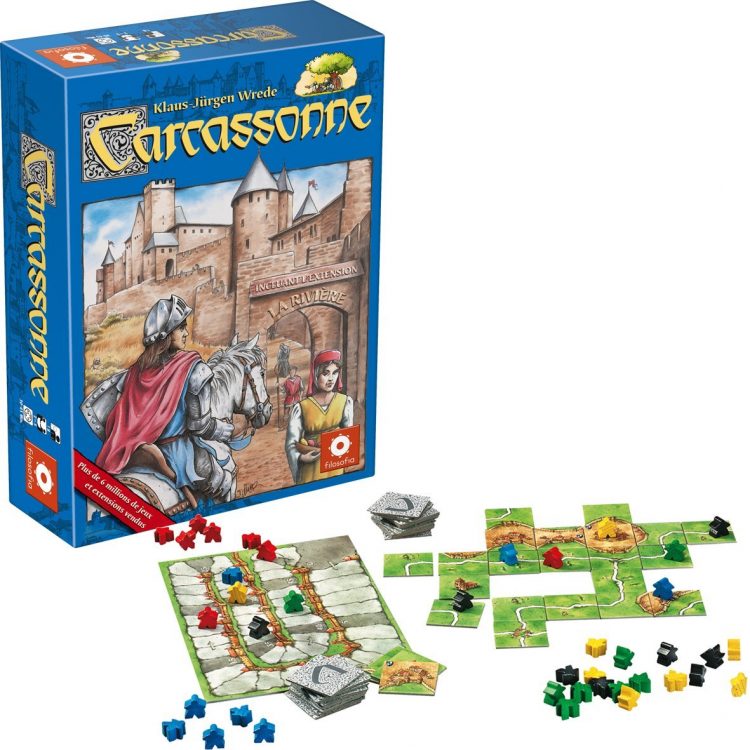 Carcassonne
Klaus-Jürgen Wrede
Carcassonne
INCLUANT L'EXTENSION
LA RIVIÈRE
filosofia
Plus de 6 millions de jeux
et extensions vendus
Carcassonne
filosofia